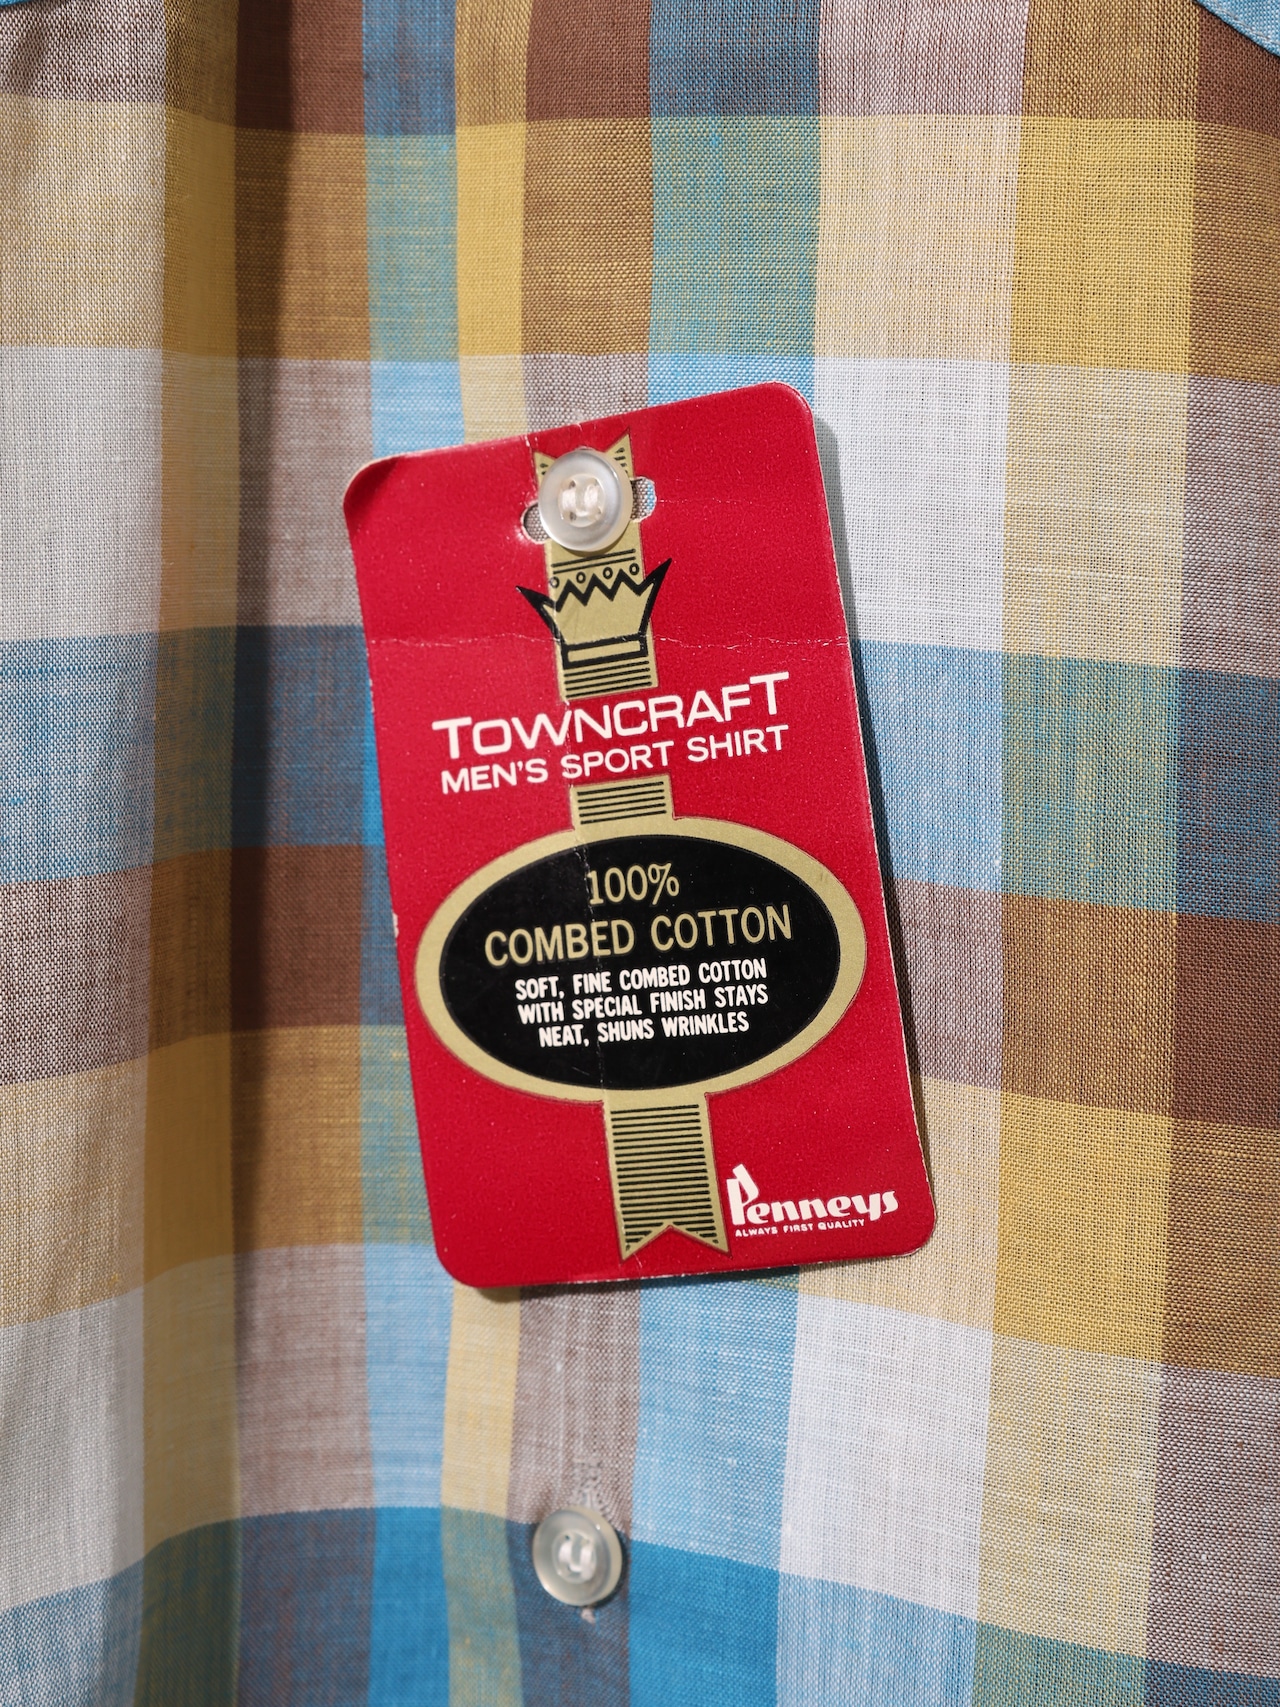 TOWNCRAFT
MEN'S SPORT SHIRT
100%
COMBED COTTON
SOFT, FINE COMBED COTTON
WITH SPECIAL FINISH STAYS
NEAT, SHUNS WRINKLES
Penneys
ALWAYS FIRST QUALITY